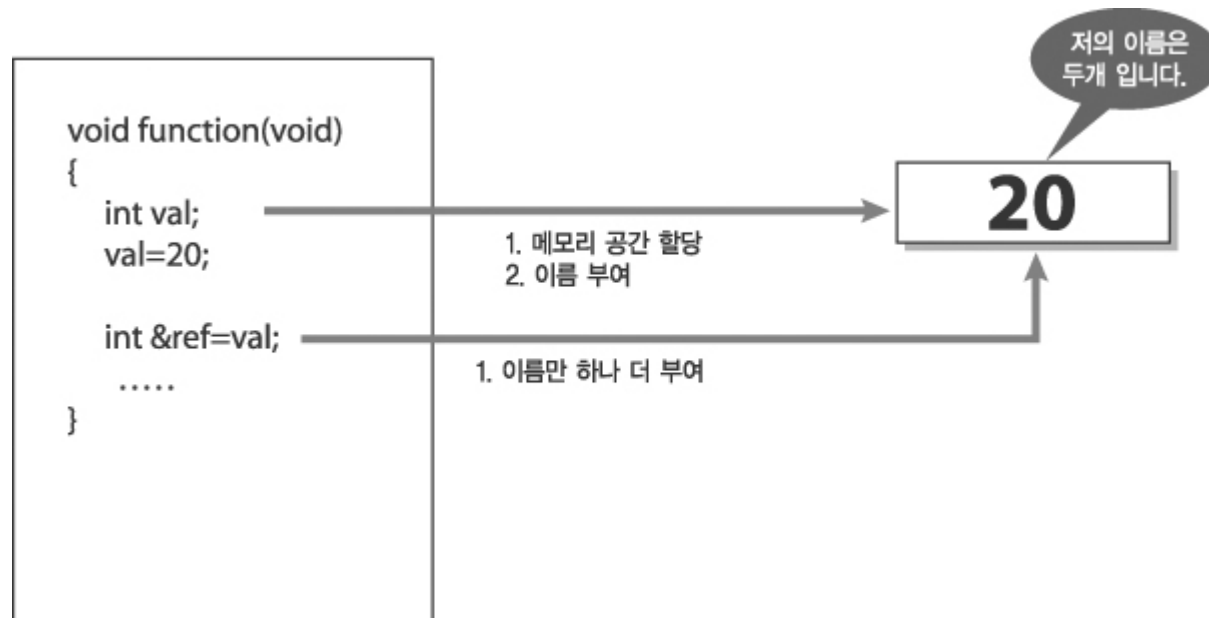 저의 이름은
두개 입니다.
void function(void)
{
int val;
val=20;
20
1. 메모리 공간 할당
2. 이름 부여
int &ref=val;
1. 이름만 하나 더 부여
.....
}